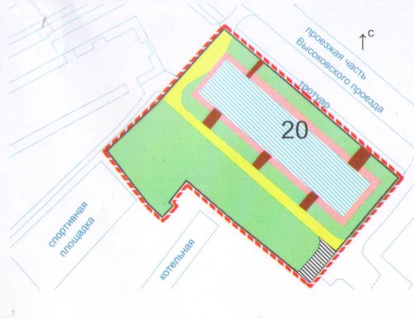 проезжая часть
Высоковского проезда
с
тротуар
20
спортивная
площадка
котельная